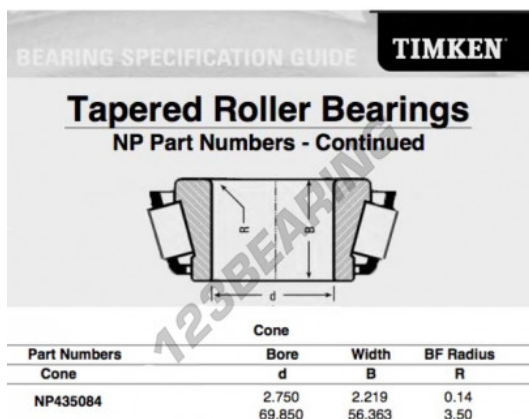 BEARING SPECIFICATION GUIDE
TIMKEN
Tapered Roller Bearings
NP Part Numbers - Continued
R
B
d
123BEARING
Cone
Part Numbers Bore Width BF Radius
Cone d B R
NP435084 2.750 2.219 0.14
69.850 56.363 3.50